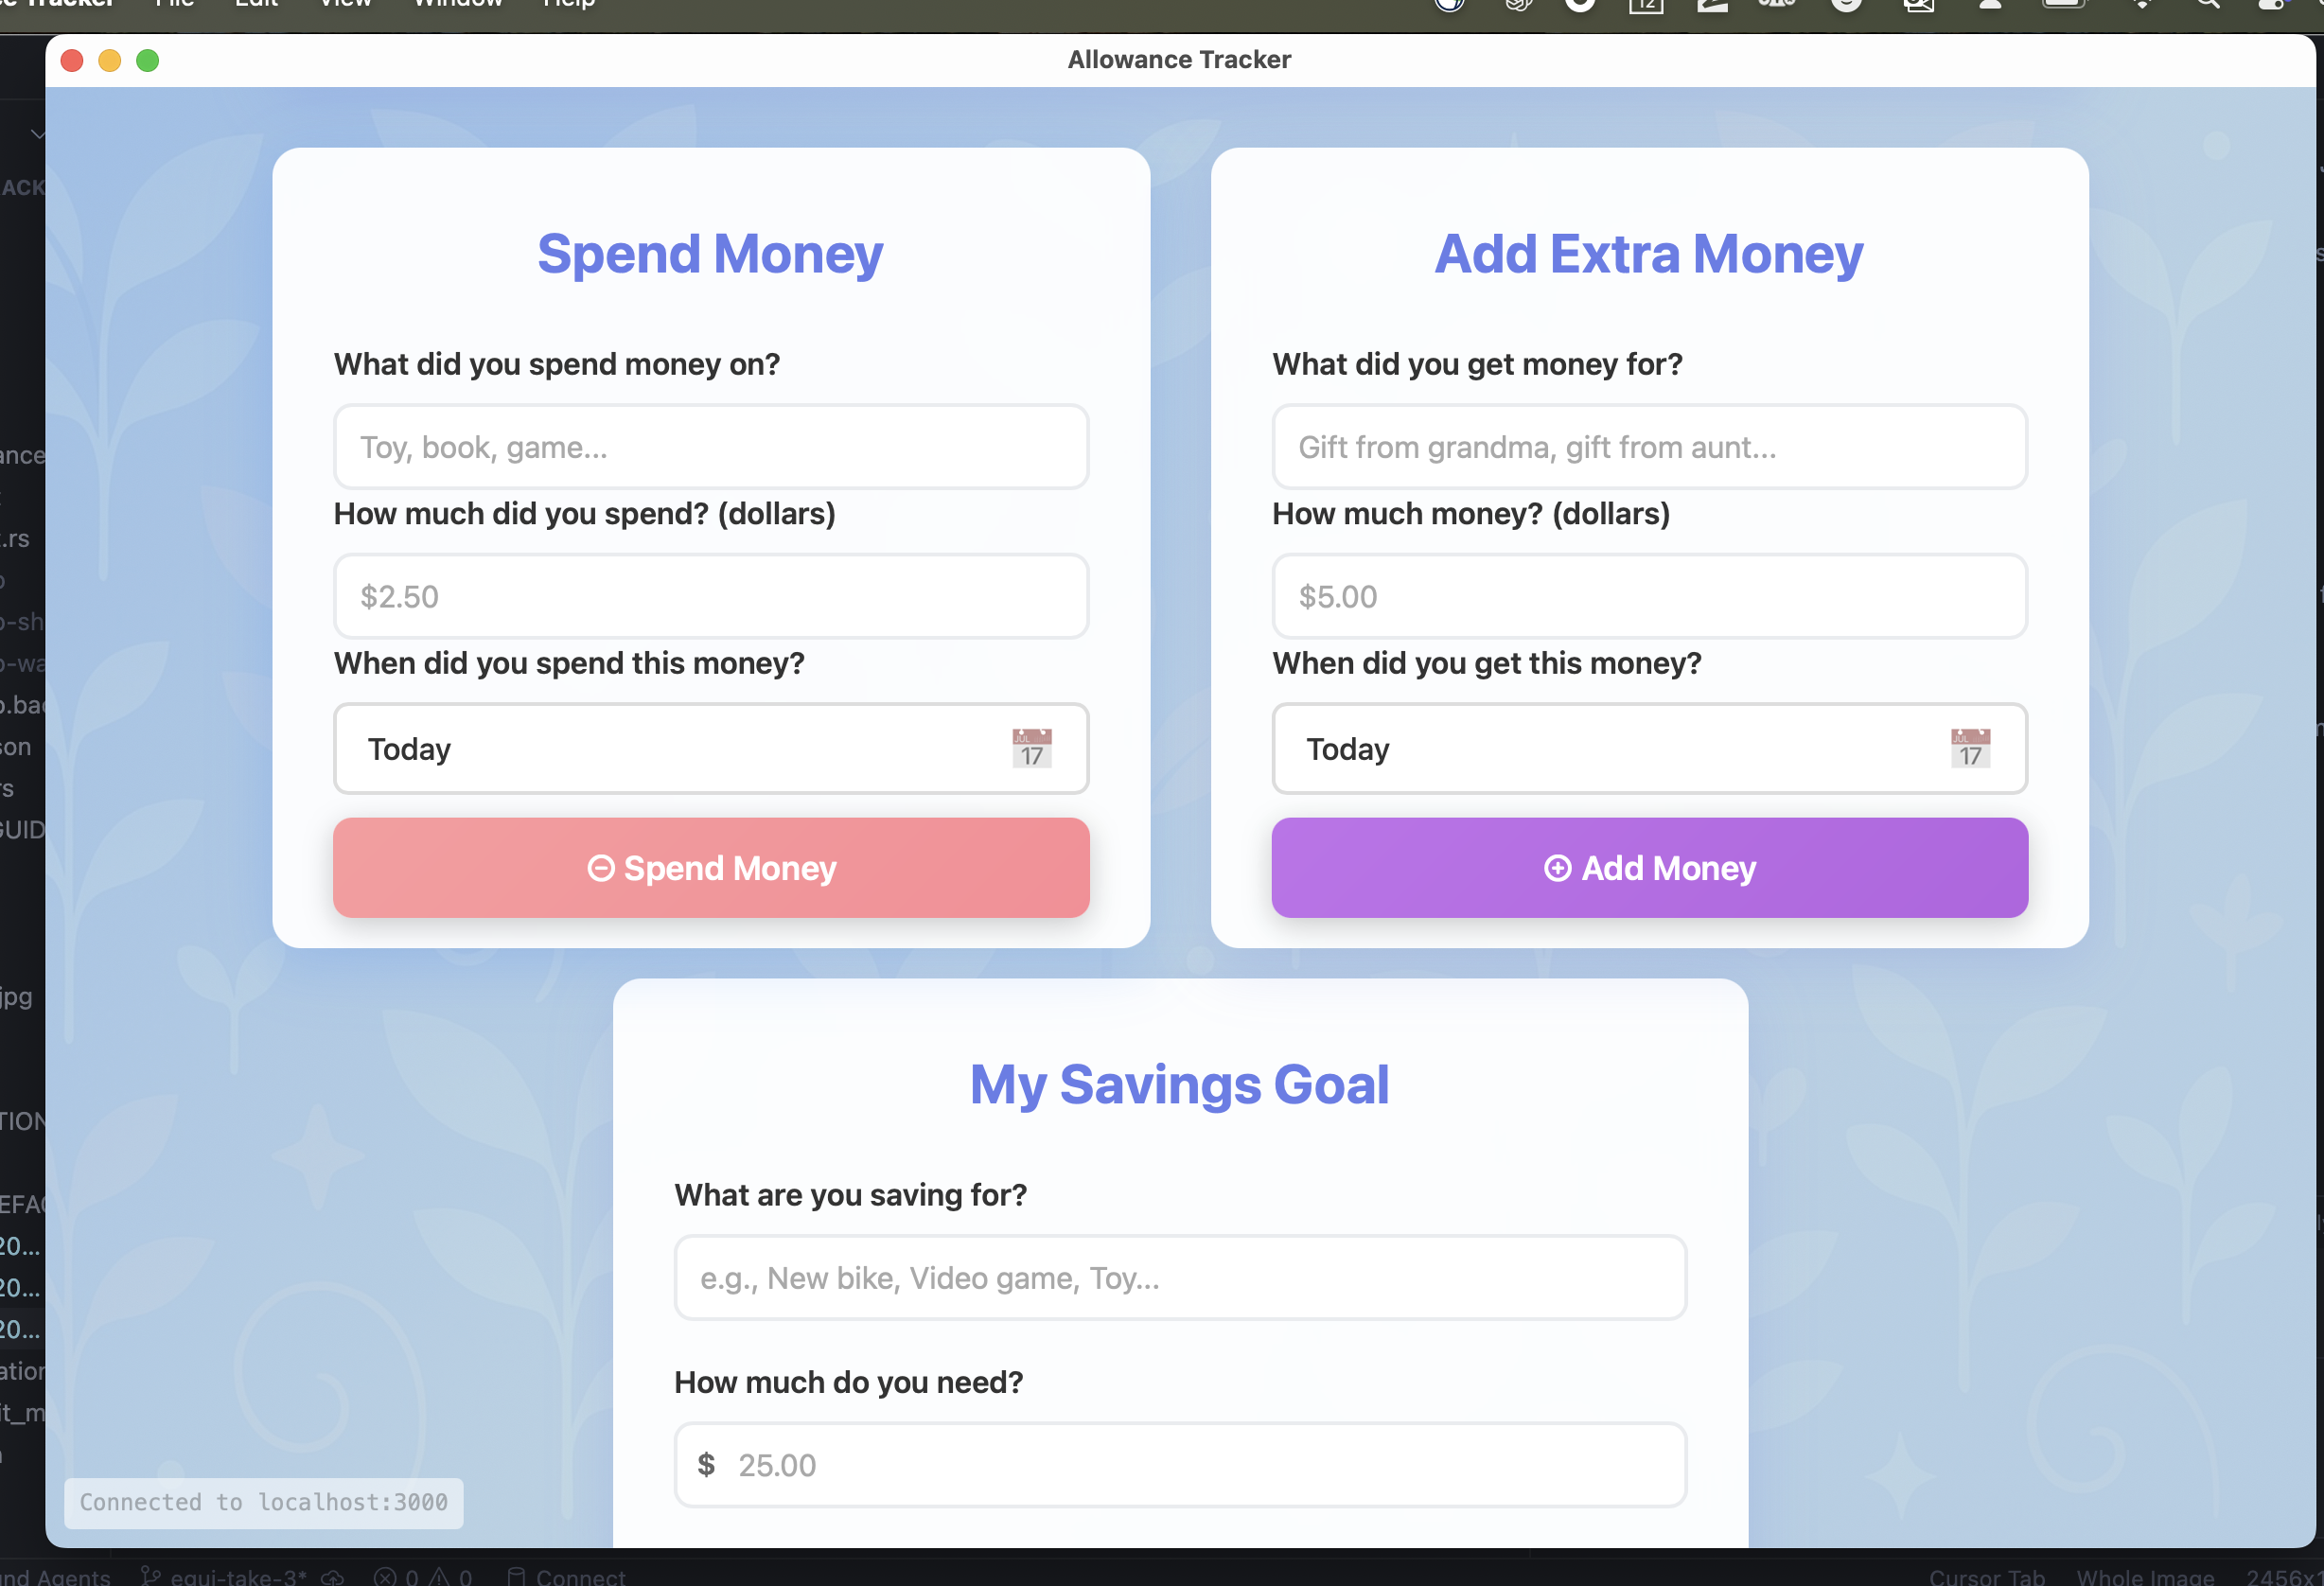 File Edit View Window Help
Allowance Tracker
Spend Money
What did you spend money on?
Toy, book, game...
How much did you spend? (dollars)
$2.50
When did you spend this money?
Today
JUL
17
Spend Money
Add Extra Money
What did you get money for?
Gift from grandma, gift from aunt...
How much money? (dollars)
$5.00
When did you get this money?
Today
JUL
17
Add Money
My Savings Goal
What are you saving for?
e.g., New bike, Video game, Toy...
How much do you need?
$ 25.00
Connected to localhost:3000
Agents egui-take-3* 0 0 Connect
Cursor Tab Whole Image